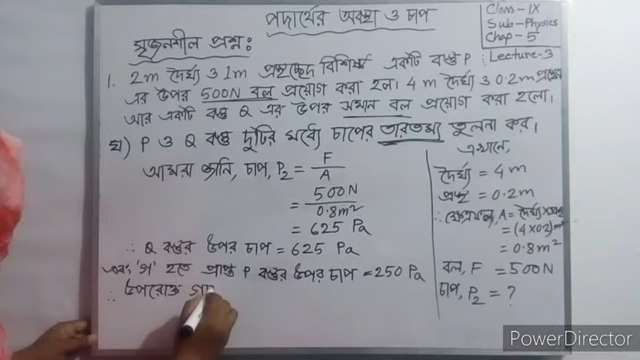 পদার্থের অবস্থা ও চাপ
Class-IX
Sub-Physics
Chap-5
Lecture-3
সৃজনশীল প্রশ্ন:
1. 2m দৈর্ঘ্য ও 1m প্রস্থচ্ছেদ বিশিষ্ট একটি বস্তু P
এর উপর 500N বল প্রয়োগ করা হল। 4 m দৈর্ঘ্য ও 0.2m
আর একটি বস্তু Q এর উপর সমান বল প্রয়োগ করা হলো।
ঘ) P ও Q বস্তু দুটির মধ্যে চাপের তারতম্য তুলনা কর।
আমরা জানি, চাপ, P₂ = F/A
= 500N/0.8m²
= 625 Pa
∴ Q বস্তুর উপর চাপ = 625 Pa
এবং 'গ' হতে প্রাপ্ত P বস্তুর উপর চাপ = 250 Pa
∴ উপরোক্ত
এখানে,
দৈর্ঘ্য = 4m
প্রস্থ = 0.2m
∴ ক্ষেত্রফল, A = দৈর্ঘ্য×প্রস্থ
= (4×0.2)m²
= 0.8m²
বল, F = 500N
চাপ, P₂ = ?
PowerDirector